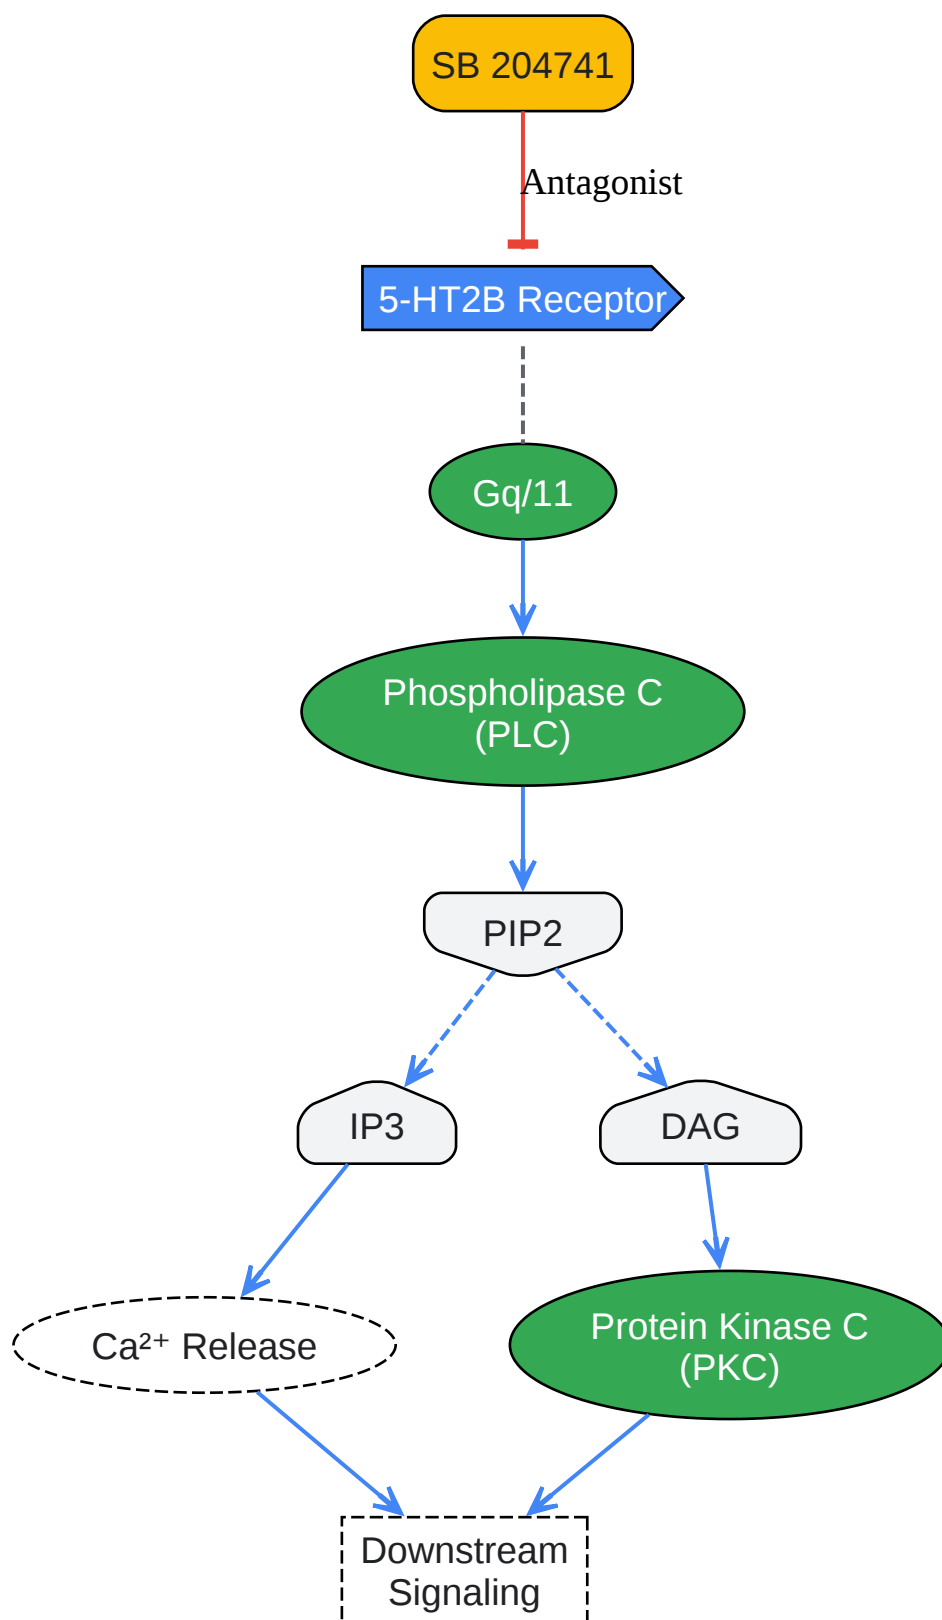 SB 204741
Antagonist
5-HT2B Receptor
Gq/11
Phospholipase C
(PLC)
PIP2
IP3
DAG
Ca²⁺ Release
Protein Kinase C
(PKC)
Downstream
Signaling